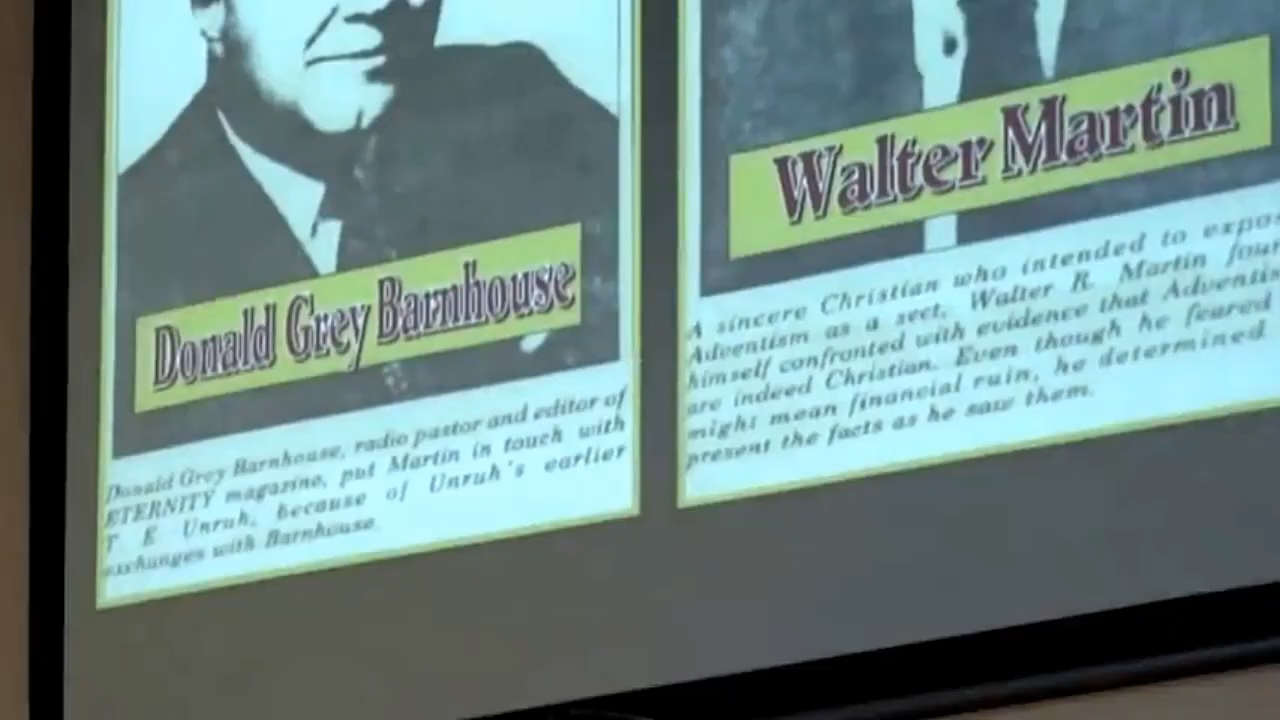 Donald Grey Barnhouse
Donald Grey Barnhouse, radio pastor and editor of
ETERNITY magazine, put Martin in touch with
T. E. Unruh, because of Unruh's earlier
exchanges with Barnhouse.
Walter Martin
A sincere Christian who intended to
Adventism as a sect, Walter R. Martin
himself confronted with evidence that
are indeed Christian. Even though he feared
might mean financial ruin, he determined
present the facts as he saw them.